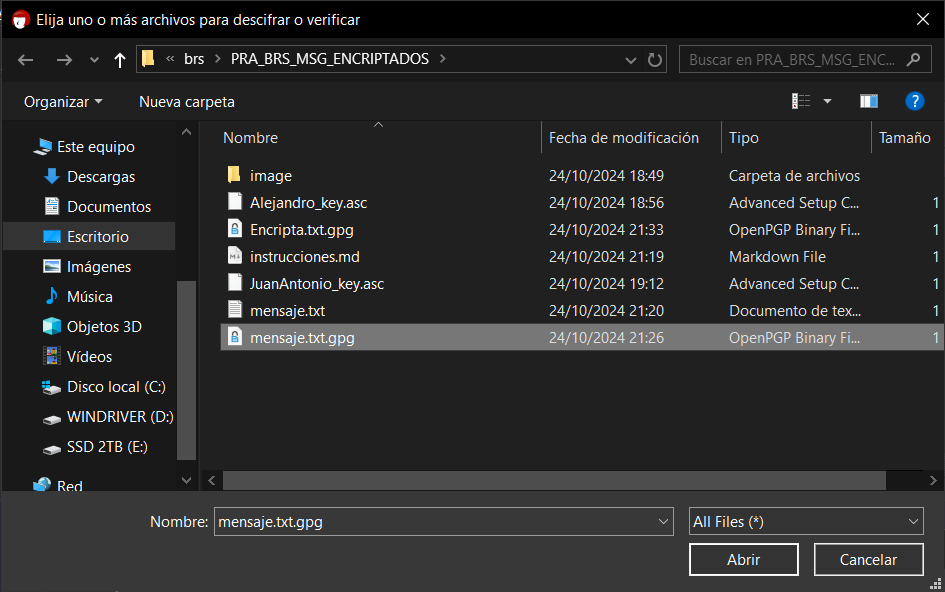 Elija uno o más archivos para descifrar o verificar
« brs > PRA_BRS_MSG_ENCRIPTADOS >
Buscar en PRA_BRS_MSG_ENC...
Organizar
Nueva carpeta
?
Nombre
Fecha de modificación
Tipo
Tamaño
Este equipo
Descargas
Documentos
Escritorio
Imágenes
Música
Objetos 3D
Vídeos
Disco local (C:)
WINDRIVER (D:)
SSD 2TB (E:)
Red
image 24/10/2024 18:49 Carpeta de archivos
Alejandro_key.asc 24/10/2024 18:56 Advanced Setup C... 1
Encripta.txt.gpg 24/10/2024 21:33 OpenPGP Binary Fi... 1
instrucciones.md 24/10/2024 21:19 Markdown File 1
JuanAntonio_key.asc 24/10/2024 19:12 Advanced Setup C... 1
mensaje.txt 24/10/2024 21:20 Documento de tex... 1
mensaje.txt.gpg 24/10/2024 21:26 OpenPGP Binary Fi... 1
Nombre: mensaje.txt.gpg
All Files (*)
Abrir
Cancelar